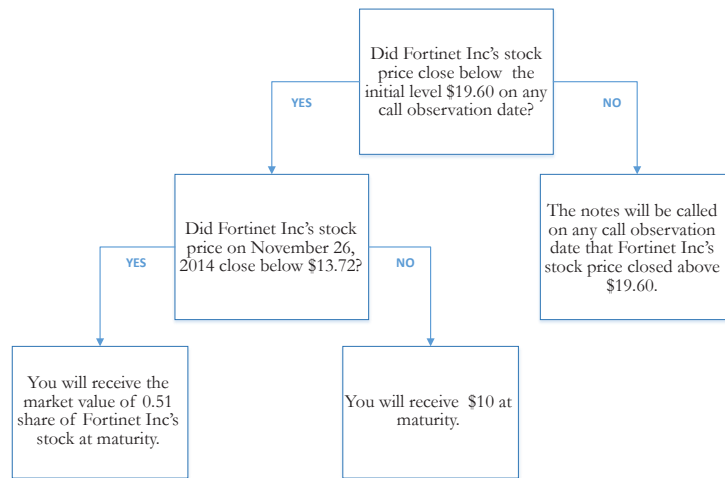 Did Fortinet Inc's stock
price close below the
initial level $19.60 on any
call observation date?
YES
NO
Did Fortinet Inc's stock
price on November 26,
2014 close below $13.72?
The notes will be called
on any call observation
date that Fortinet Inc's
stock price closed above
$19.60.
YES
NO
You will receive the
market value of 0.51
share of Fortinet Inc's
stock at maturity.
You will receive $10 at
maturity.